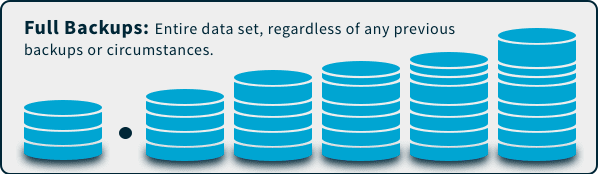 Full Backups: Entire data set, regardless of any previous
backups or circumstances.